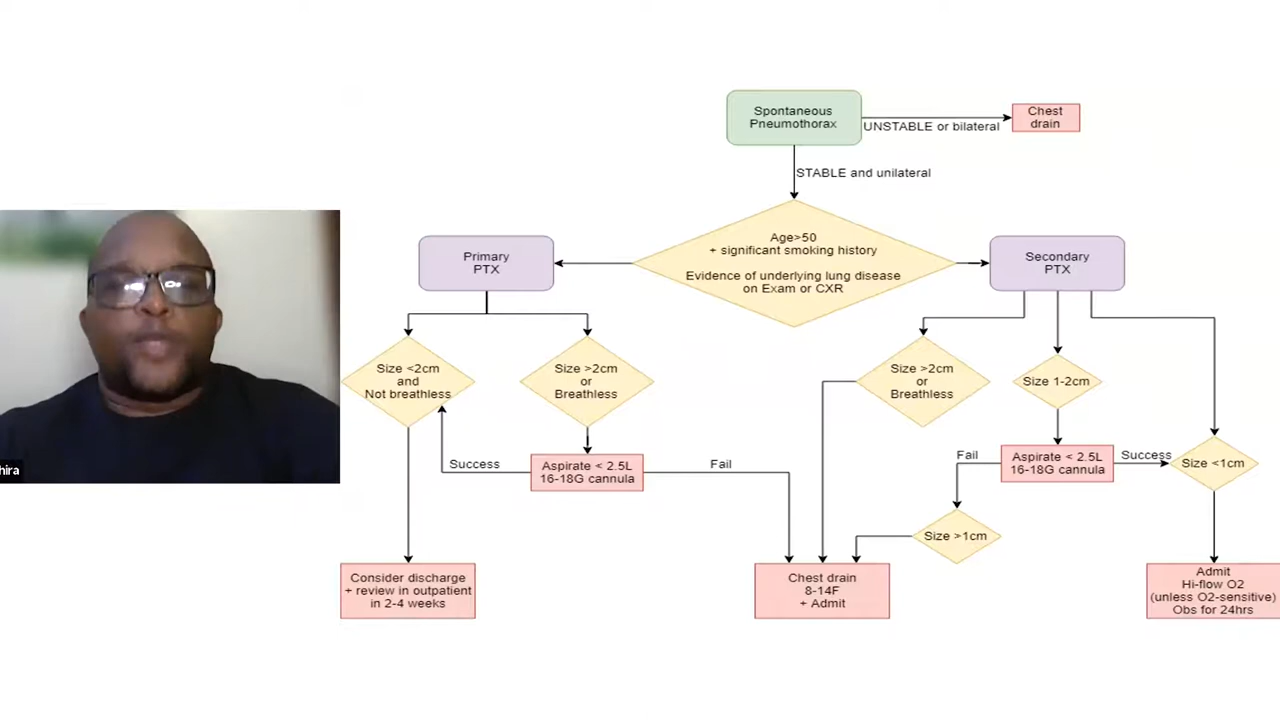 Spontaneous
Pneumothorax
UNSTABLE or bilateral
Chest
drain
STABLE and unilateral
Age>50
+ significant smoking history
Evidence of underlying lung disease
on Exam or CXR
Primary
PTX
Secondary
PTX
Size <2cm
and
Not breathless
Size >2cm
or
Breathless
Size >2cm
or
Breathless
Size 1-2cm
Success
Aspirate < 2.5L
16-18G cannula
Fail
Fail
Aspirate < 2.5L
16-18G cannula
Success
Size <1cm
Size >1cm
Consider discharge
+ review in outpatient
in 2-4 weeks
Chest drain
8-14F
+ Admit
Admit
Hi-flow O2
(unless O2-sensitive)
Obs for 24hrs
hira